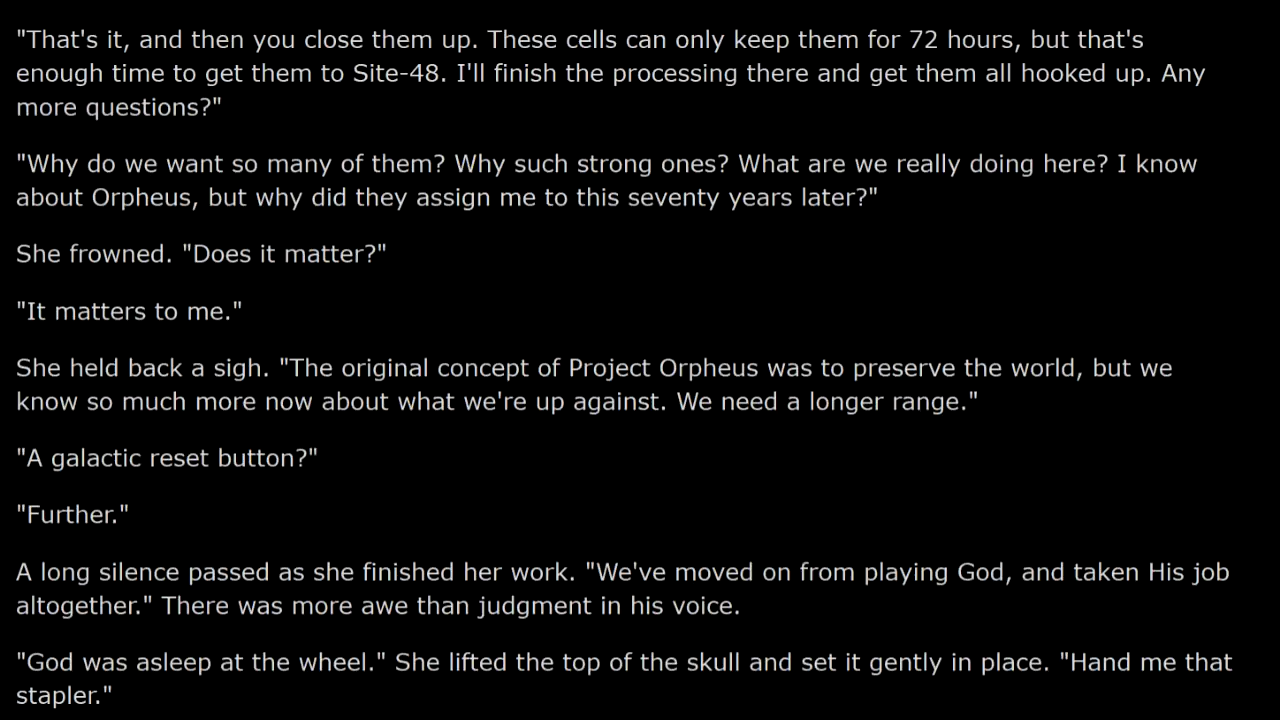 "That's it, and then you close them up. These cells can only keep them for 72 hours, but that's
enough time to get them to Site-48. I'll finish the processing there and get them all hooked up. Any
more questions?"
"Why do we want so many of them? Why such strong ones? What are we really doing here? I know
about Orpheus, but why did they assign me to this seventy years later?"
She frowned. "Does it matter?"
"It matters to me."
She held back a sigh. "The original concept of Project Orpheus was to preserve the world, but we
know so much more now about what we're up against. We need a longer range."
"A galactic reset button?"
"Further."
A long silence passed as she finished her work. "We've moved on from playing God, and taken His job
altogether." There was more awe than judgment in his voice.
"God was asleep at the wheel." She lifted the top of the skull and set it gently in place. "Hand me that
stapler."